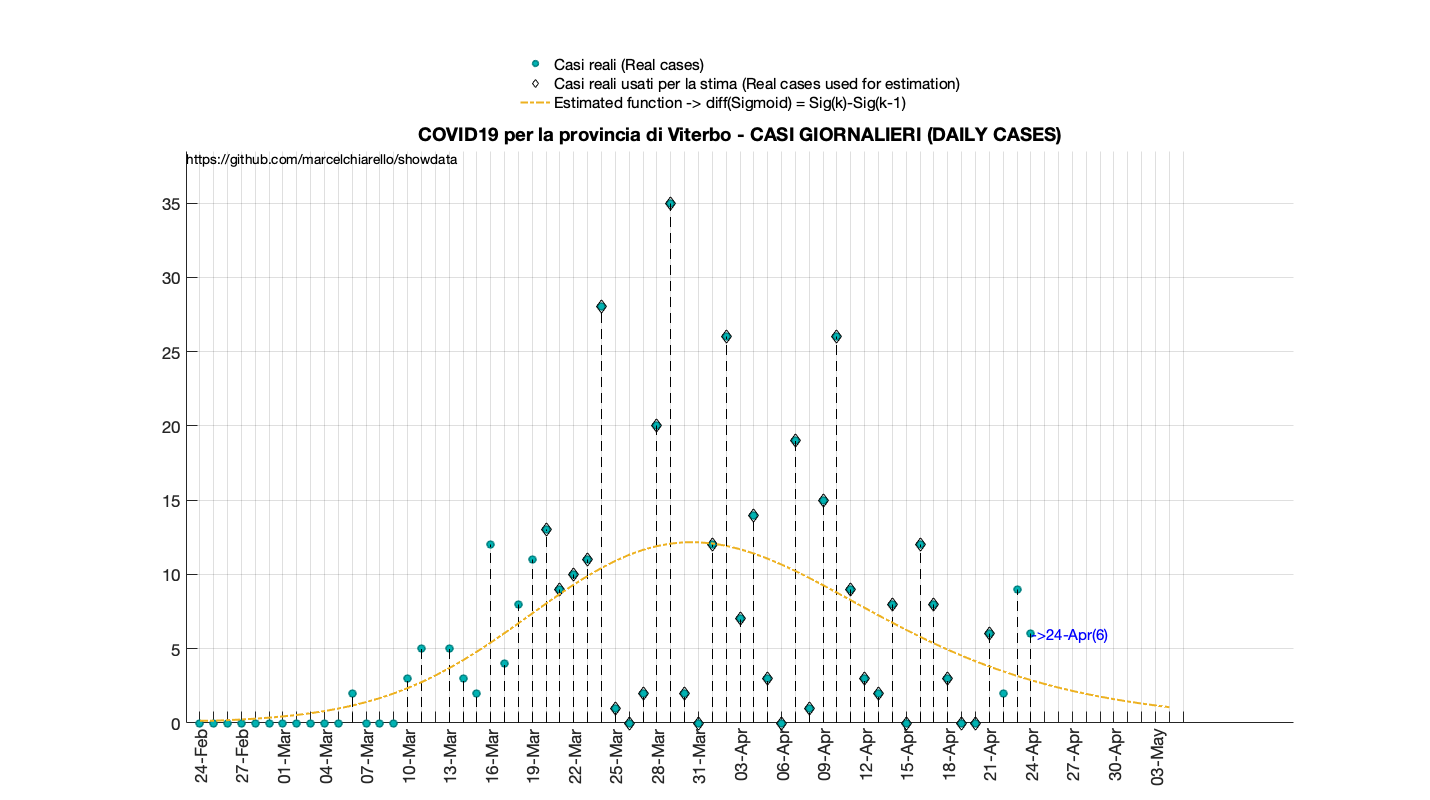 Casi reali (Real cases)
Casi reali usati per la stima (Real cases used for estimation)
Estimated function -> diff(Sigmoid) = Sig(k)-Sig(k-1)
COVID19 per la provincia di Viterbo - CASI GIORNALIERI (DAILY CASES)
https://github.com/marcelchiarello/showdata
35
30
25
20
15
10
5
0
->24-Apr(6)
24-Feb
27-Feb
01-Mar
04-Mar
07-Mar
10-Mar
13-Mar
16-Mar
19-Mar
22-Mar
25-Mar
28-Mar
31-Mar
03-Apr
06-Apr
09-Apr
12-Apr
15-Apr
18-Apr
21-Apr
24-Apr
27-Apr
30-Apr
03-May